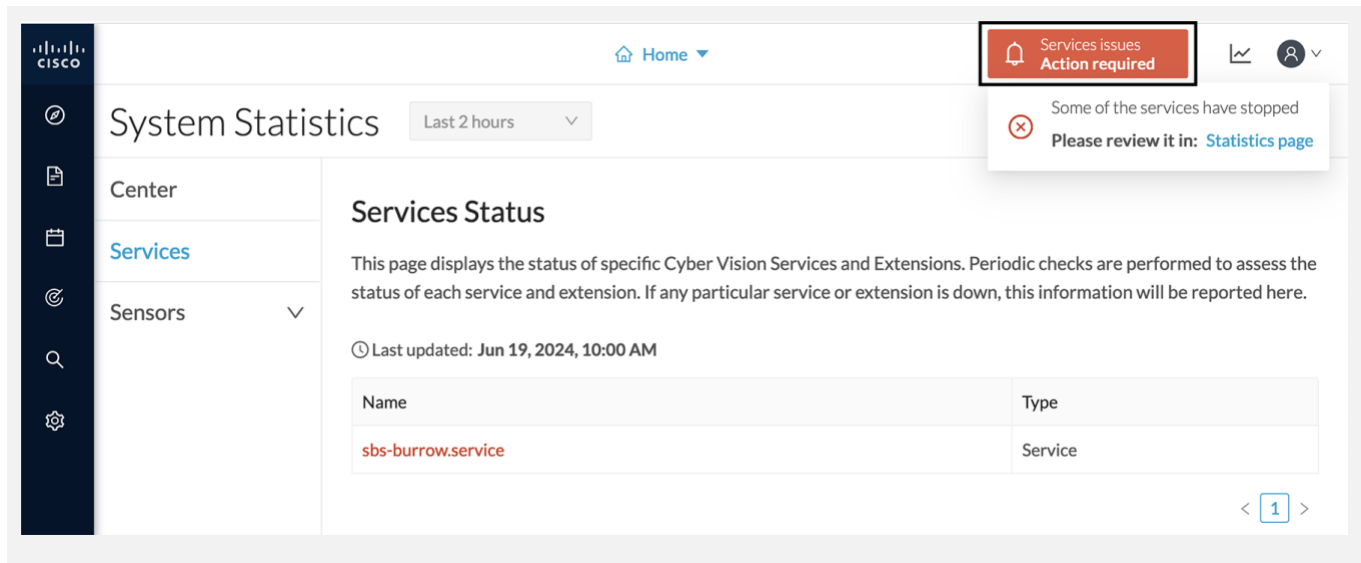 cisco
Home
Services issues
Action required
System Statistics
Last 2 hours
Some of the services have stopped
Please review it in: Statistics page
Center
Services
Sensors
Services Status
This page displays the status of specific Cyber Vision Services and Extensions. Periodic checks are performed to assess the
status of each service and extension. If any particular service or extension is down, this information will be reported here.
Last updated: Jun 19, 2024, 10:00 AM
Name Type
sbs-burrow.service Service
< 1 >